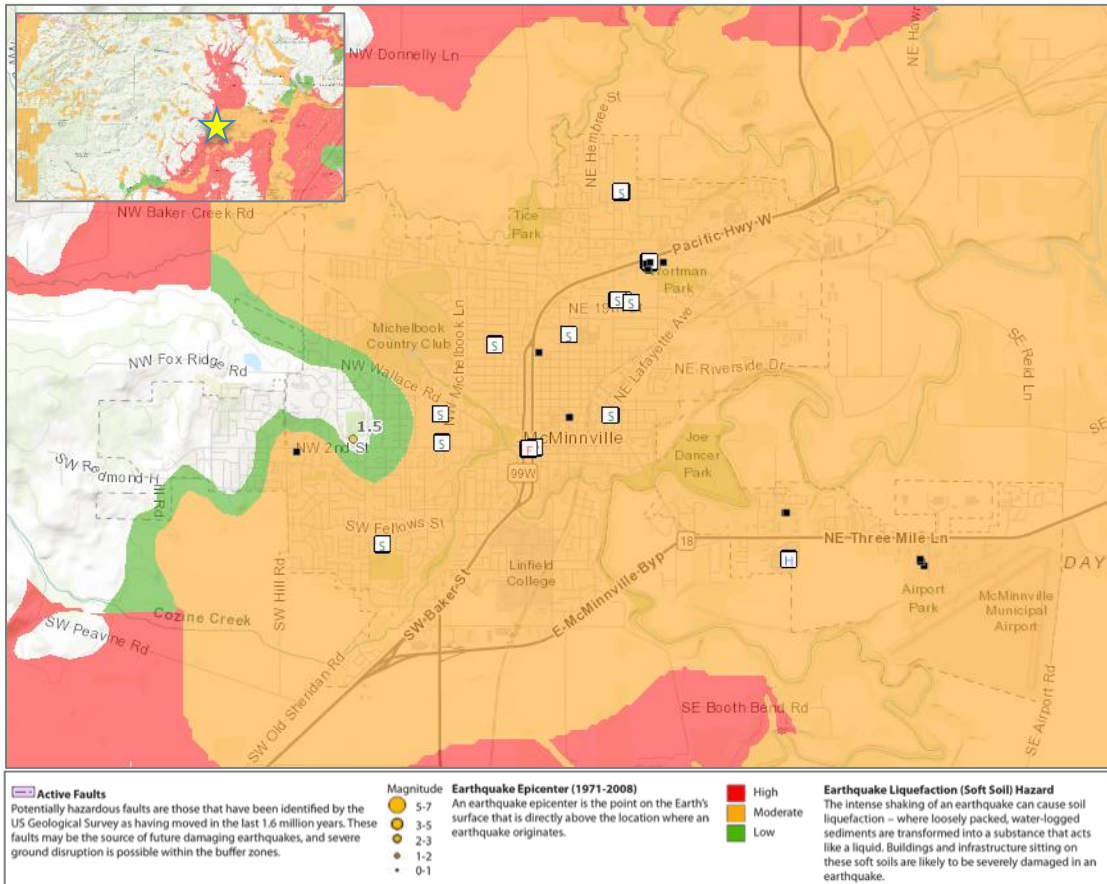 NW Donnelly Ln
NE Hembree St
NE Hawn
NW Baker Creek Rd
Tice
Park
Pacific Hwy-W
S
Wortman
Park
NE 19th St
S
S
Michelbook
Country Club
NW Michelbook Ln
S
S
NE Lafayette Ave
NW Fox Ridge Rd
NW Wallace Rd
NE Riverside Dr
SE Reid Ln
1.5
S
S
S
NW 2nd St
McMinnville
F
SE
SW Redmond Hill Rd
99W
Joe
Dancer
Park
SW Fellows St
S
18
NE Three Mile Ln
H
DAY
Linfield
College
Airport
Park
McMinnville
Municipal
Airport
SW Hill Rd
SW Baker St
E McMinnville Byp
Cozine Creek
SW Peavine Rd
SW Old Sheridan Rd
SE Booth Bend Rd
SE Airport Rd
Active Faults
Potentially hazardous faults are those that have been identified by the
US Geological Survey as having moved in the last 1.6 million years. These
faults may be the source of future damaging earthquakes, and severe
ground disruption is possible within the buffer zones.
Magnitude
5-7
3-5
2-3
1-2
0-1
Earthquake Epicenter (1971-2008)
An earthquake epicenter is the point on the Earth's
surface that is directly above the location where an
earthquake originates.
High
Moderate
Low
Earthquake Liquefaction (Soft Soil) Hazard
The intense shaking of an earthquake can cause soil
liquefaction – where loosely packed, water-logged
sediments are transformed into a substance that acts
like a liquid. Buildings and infrastructure sitting on
these soft soils are likely to be severely damaged in an
earthquake.